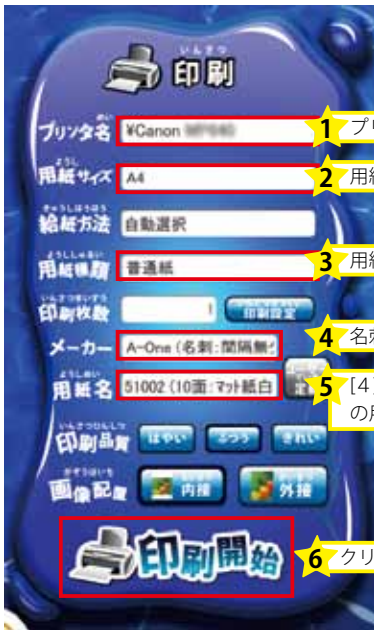 いんさつ
印刷
めい
プリンタ名
¥Canon
1 プリ
ようし
用紙サイズ
A4
2 用紙
きゅうしほうほう
給紙方法
自動選択
ようししゅるい
用紙種類
普通紙
3 用紙
いんさつまいすう
印刷枚数
1
印刷設定
メーカー
A-One (名刺:間隔無
4 名刺
ようしめい
用紙名
51002 (10面:マット紙白
5 [4]
の用
いんさつひんしつ
印刷品質
はやい
ふつう
きれい
がぞうはいち
画像配置
内接
外接
印刷開始
6 クリ